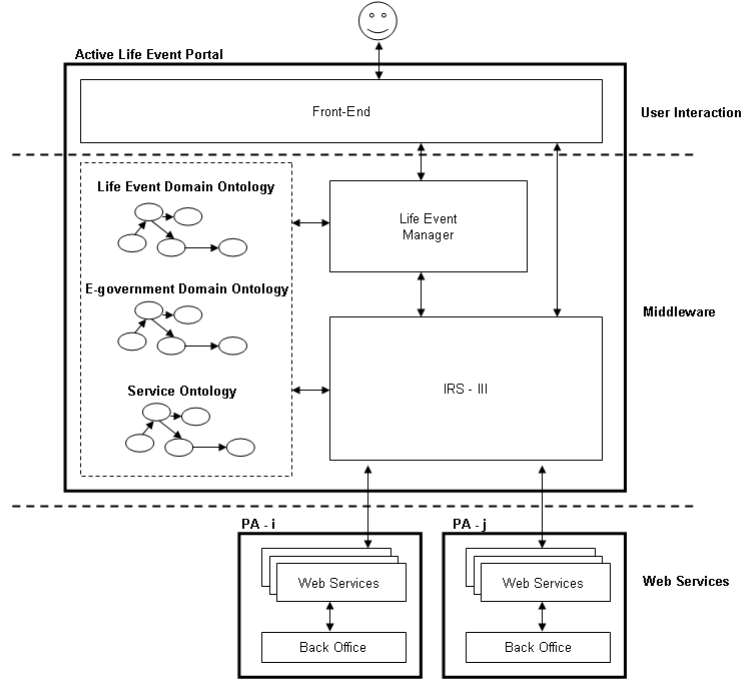 Active Life Event Portal
Front-End
User Interaction
Life Event Domain Ontology
Life Event
Manager
E-government Domain Ontology
Middleware
Service Ontology
IRS - III
PA - i
PA - j
Web Services
Web Services
Web Services
Back Office
Back Office